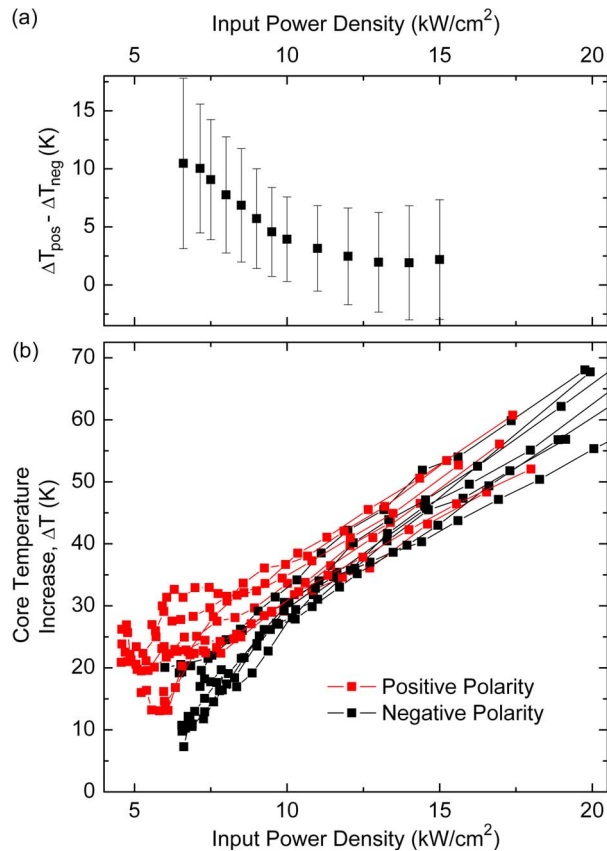 (a)
Input Power Density (kW/cm²)
5 10 15 20
15
10
5
0
ΔT_pos - ΔT_neg (K)
(b)
70
60
50
40
30
20
10
0
Core Temperature
Increase, ΔT (K)
Positive Polarity
Negative Polarity
5 10 15 20
Input Power Density (kW/cm²)